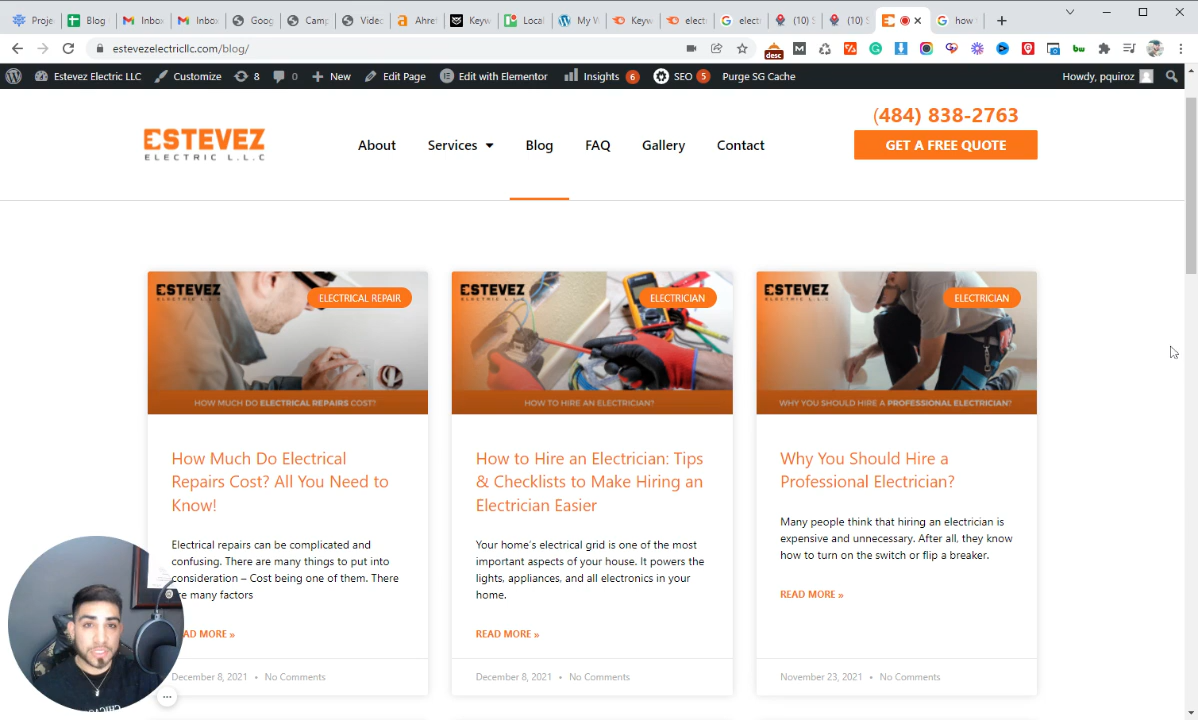 Proje
Blog
Inbo
Inbo
Goog
Camp
Video
Ahre
Keyw
Local
My W
Keyw
elect
elect
(10) S
(10) S
how
estevezelectricllc.com/blog/
Estevez Electric LLC
Customize
8
0
New
Edit Page
Edit with Elementor
Insights 6
SEO 5
Purge SG Cache
Howdy, pquiroz
ESTEVEZ
ELECTRIC L.L.C
About
Services
Blog
FAQ
Gallery
Contact
(484) 838-2763
GET A FREE QUOTE
ESTEVEZ
ELECTRIC L.L.C
ELECTRICAL REPAIR
HOW MUCH DO ELECTRICAL REPAIRS COST?
How Much Do Electrical
Repairs Cost? All You Need to
Know!
Electrical repairs can be complicated and
confusing. There are many things to put into
consideration – Cost being one of them. There
re many factors
AD MORE »
December 8, 2021 • No Comments
ESTEVEZ
ELECTRIC L.L.C
ELECTRICIAN
HOW TO HIRE AN ELECTRICIAN?
How to Hire an Electrician: Tips
& Checklists to Make Hiring an
Electrician Easier
Your home's electrical grid is one of the most
important aspects of your house. It powers the
lights, appliances, and all electronics in your
home.
READ MORE »
December 8, 2021 • No Comments
ESTEVEZ
ELECTRIC L.L.C
ELECTRICIAN
WHY YOU SHOULD HIRE A PROFESSIONAL ELECTRICIAN?
Why You Should Hire a
Professional Electrician?
Many people think that hiring an electrician is
expensive and unnecessary. After all, they know
how to turn on the switch or flip a breaker.
READ MORE »
November 23, 2021 • No Comments